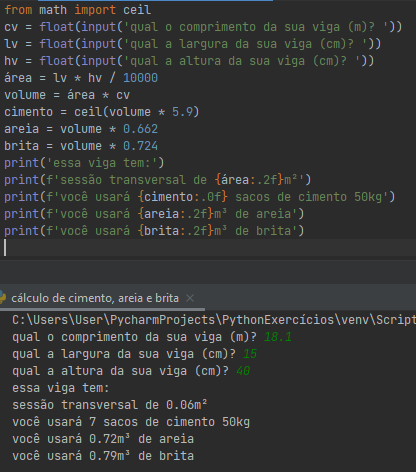 from math import ceil
cv = float(input('qual o comprimento da sua viga (m)? '))
lv = float(input('qual a largura da sua viga (cm)? '))
hv = float(input('qual a altura da sua viga (cm)? '))
área = lv * hv / 10000
volume = área * cv
cimento = ceil(volume * 5.9)
areia = volume * 0.662
brita = volume * 0.724
print('essa viga tem:')
print(f'sessão transversal de {área:.2f}m²')
print(f'você usará {cimento:.0f} sacos de cimento 50kg')
print(f'você usará {areia:.2f}m³ de areia')
print(f'você usará {brita:.2f}m³ de brita')
cálculo de cimento, areia e brita ×
C:\Users\User\PycharmProjects\PythonExercícios\venv\Script
qual o comprimento da sua viga (m)? 18.1
qual a largura da sua viga (cm)? 15
qual a altura da sua viga (cm)? 40
essa viga tem:
sessão transversal de 0.06m²
você usará 7 sacos de cimento 50kg
você usará 0.72m³ de areia
você usará 0.79m³ de brita